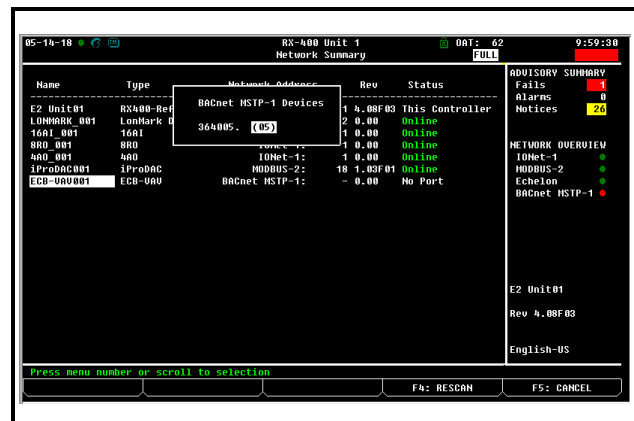 05-14-18 RX-400 Unit 1 OAT: 62 9:59:30
Network Summary FULL
ADVISORY SUMMARY
Fails 1
Alarms 0
Notices 26
NETWORK OVERVIEW
IONet-1
MODBUS-2
Echelon
BACnet MSTP-1
E2 Unit01
Rev 4.08F03
English-US
Name Type Network Address Rev Status
E2 Unit01 RX400-Ref 1 4.08F03 This Controller
LONMARK_001 LonMark D 2 0.00 Online
16AI_001 16AI 1 0.00 Online
8RO_001 8RO IONet-1: 1 0.00 Online
4AO_001 4AO IONet-1: 1 0.00 Online
iProDAC001 iProDAC MODBUS-2: 18 1.03F01 Online
ECB-VAV001 ECB-VAV BACnet MSTP-1: - 0.00 No Port
BACnet MSTP-1 Devices
364005. (05)
Press menu number or scroll to selection
F4: RESCAN F5: CANCEL